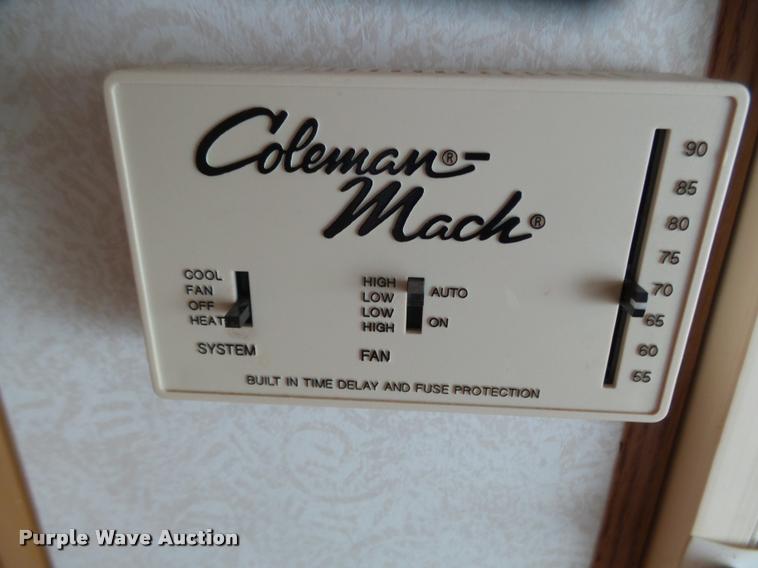 Coleman®-
Mach®
90
85
80
75
70
65
60
55
COOL
FAN
OFF
HEAT
SYSTEM
HIGH
LOW
LOW
HIGH
AUTO
ON
FAN
BUILT IN TIME DELAY AND FUSE PROTECTION
Purple Wave Auction